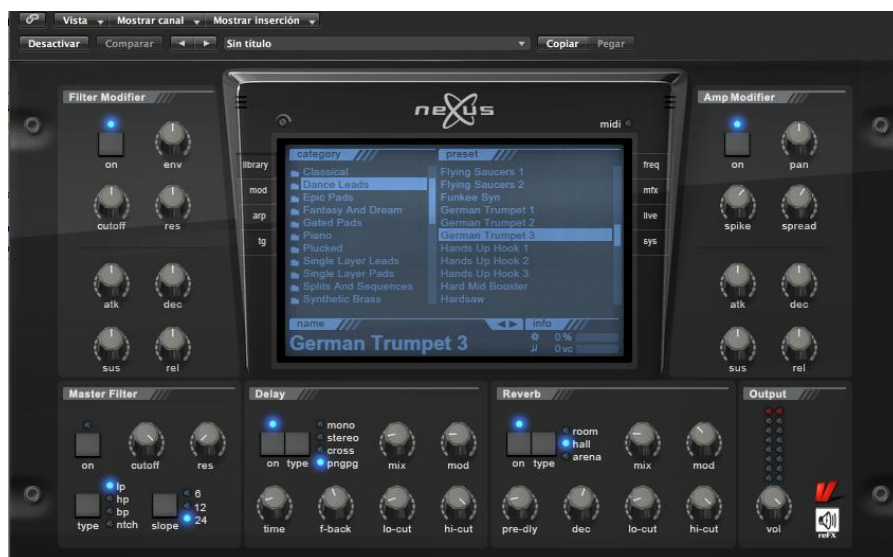 Vista Mostrar canal Mostrar inserción
Desactivar Comparar Sin título Copiar Pegar
Filter Modifier
on env
cutoff res
atk dec
sus rel
nexus
midi
library
mod
arp
tg
category
Classical
Dance Leads
Epic Pads
Fantasy And Dream
Gated Pads
Piano
Plucked
Single Layer Leads
Single Layer Pads
Splits And Sequences
Synthetic Brass
preset
Flying Saucers 1
Flying Saucers 2
Funkee Syn
German Trumpet 1
German Trumpet 2
German Trumpet 3
Hands Up Hook 1
Hands Up Hook 2
Hands Up Hook 3
Hard Mid Booster
Hardsaw
name
German Trumpet 3
info
0 %
0 vc
freq
mfx
live
sys
Amp Modifier
on pan
spike spread
atk dec
sus rel
Master Filter
on cutoff res
type
lp
hp
bp
ntch
slope
6
12
24
Delay
on type
mono
stereo
cross
pngpg
mix mod
time f-back lo-cut hi-cut
Reverb
on type
room
hall
arena
mix mod
pre-dly dec lo-cut hi-cut
Output
vol
reFX